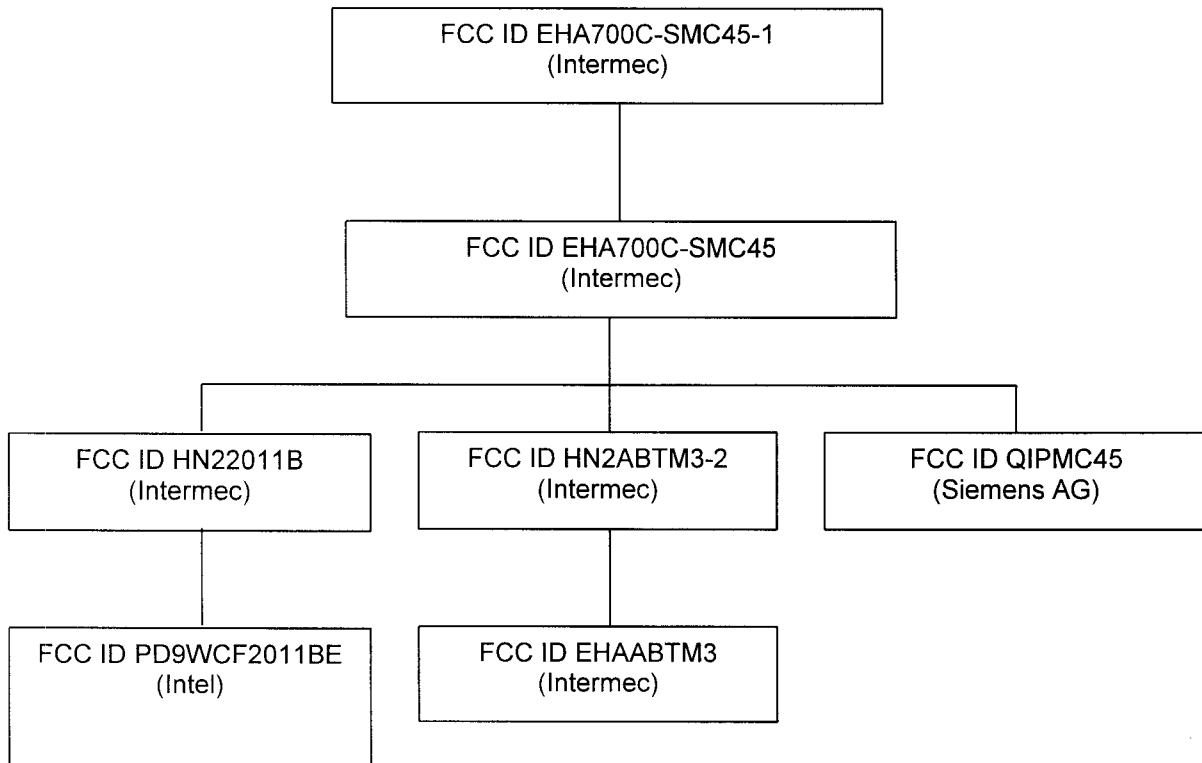 FCC ID EHA700C-SMC45-1
(Intermec)
FCC ID EHA700C-SMC45
(Intermec)
FCC ID HN22011B
(Intermec)
FCC ID HN2ABTM3-2
(Intermec)
FCC ID QIPMC45
(Siemens AG)
FCC ID PD9WCF2011BE
(Intel)
FCC ID EHAABTM3
(Intermec)